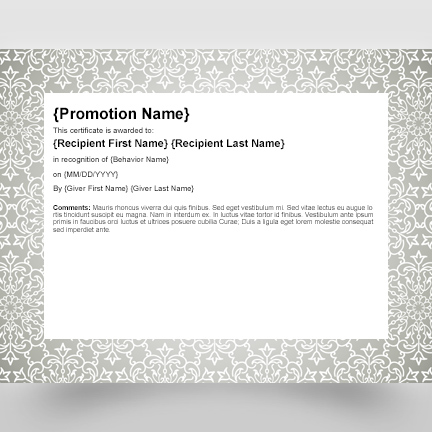 {Promotion Name}
This certificate is awarded to:
{Recipient First Name} {Recipient Last Name}
in recognition of {Behavior Name}
on {MM/DD/YYYY}
By {Giver First Name} {Giver Last Name}
Comments: Mauris rhoncus viverra dui quis finibus. Sed eget vestibulum mi. Sed vitae lectus eu augue lo
rtis tincidunt suscipit eu magna. Nam in interdum ex. In luctus vitae tortor id finibus. Vestibulum ante ipsum
primis in faucibus orci luctus et ultrices posuere cubilia Curae; Duis a ligula eget lorem molestie consequat
sed imperdiet ante.